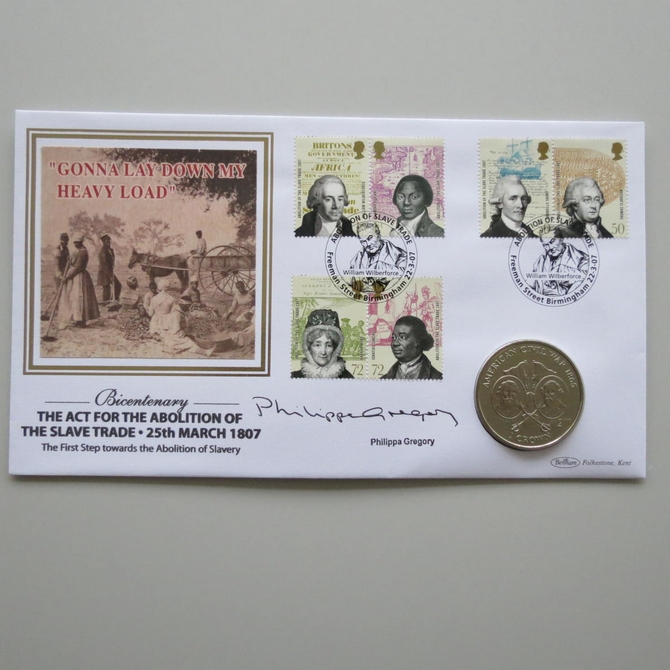 "GONNA LAY DOWN MY
HEAVY LOAD"
BRITONS
GOVERNMENT
AFRICA
ABOLITION OF SLAVE TRADE
William Wilberforce
Freeman Street Birmingham 22-3-07
50
50
ABOLITION OF SLAVE TRADE
William Wilberforce
Freeman Street Birmingham 22-3-07
72
72
AMERICAN CIVIL WAR 1865
1 CROWN
Bicentenary
THE ACT FOR THE ABOLITION OF
THE SLAVE TRADE • 25th MARCH 1807
The First Step towards the Abolition of Slavery
Philippa Gregory
Philippa Gregory
Benham Folkestone, Kent